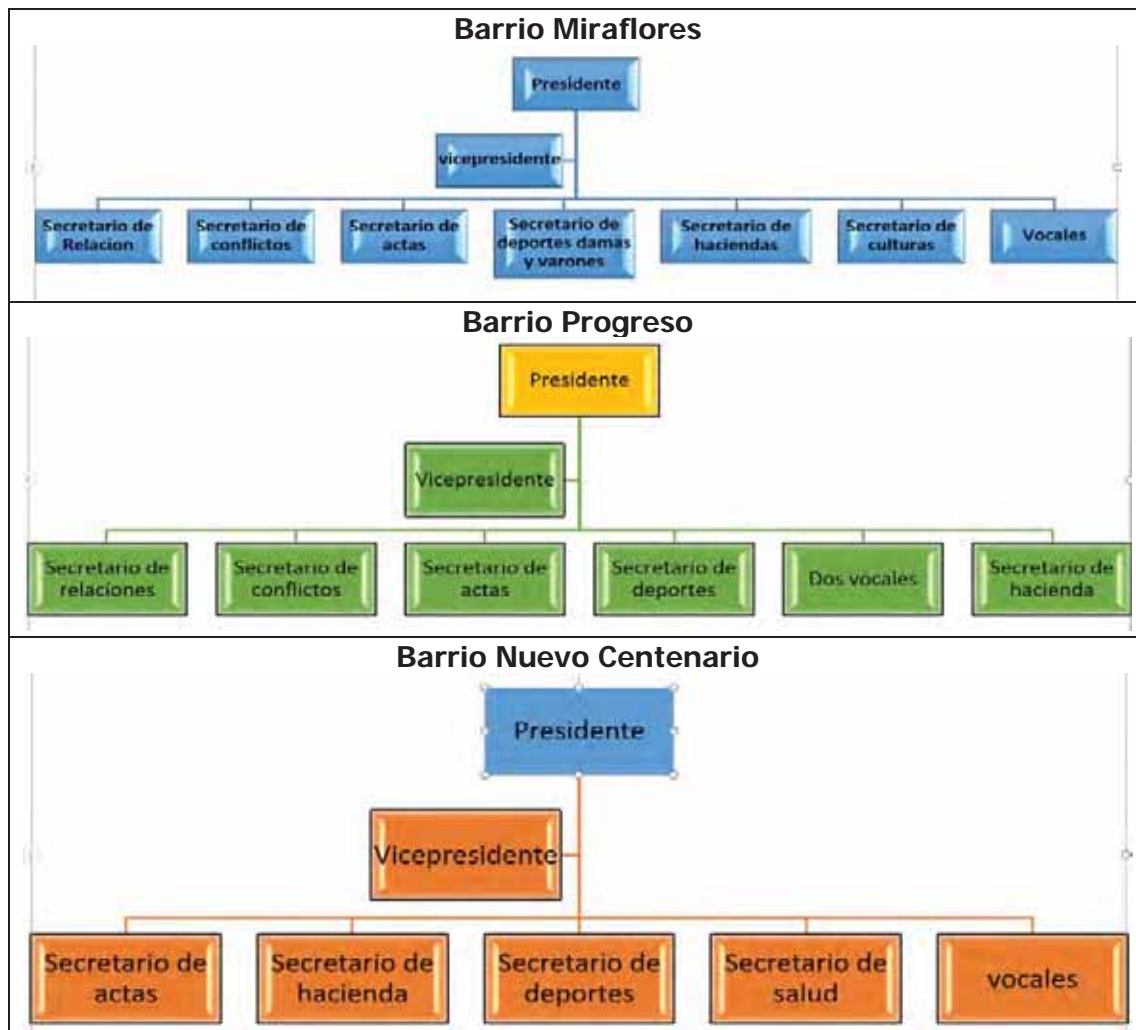 Barrio Miraflores
Presidente
vicepresidente
Secretario de
Relacion
Secretario de
conflictos
Secretario de
actas
Secretario de
deportes damas
y varones
Secretario de
haciendas
Secretario de
culturas
Vocales
Barrio Progreso
Presidente
Vicepresidente
Secretario de
relaciones
Secretario de
conflictos
Secretario de
actas
Secretario de
deportes
Dos vocales
Secretario de
hacienda
Barrio Nuevo Centenario
Presidente
Vicepresidente
Secretario de
actas
Secretario de
hacienda
Secretario de
deportes
Secretario de
salud
vocales